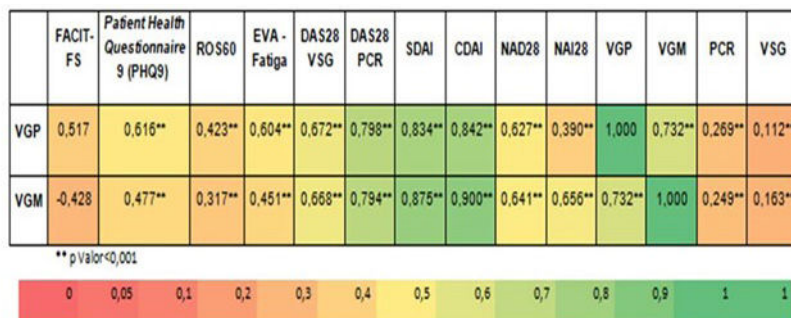 FACIT-FS Patient Health Questionnaire 9 (PHQ9) ROS60 EVA - Fatiga DAS28 VSG DAS28 PCR SDAI CDAI NAD28 NAI28 VGP VGM PCR VSG
VGP 0,517 0,616** 0,423** 0,604** 0,672** 0,798** 0,834** 0,842** 0,627** 0,390** 1,000 0,732** 0,269** 0,112**
VGM -0,428 0,477** 0,317** 0,451** 0,668** 0,794** 0,875** 0,900** 0,641** 0,656** 0,732** 1,000 0,249** 0,163**
** p Valor<0,001
0 0,05 0,1 0,2 0,3 0,4 0,5 0,6 0,7 0,8 0,9 1 1